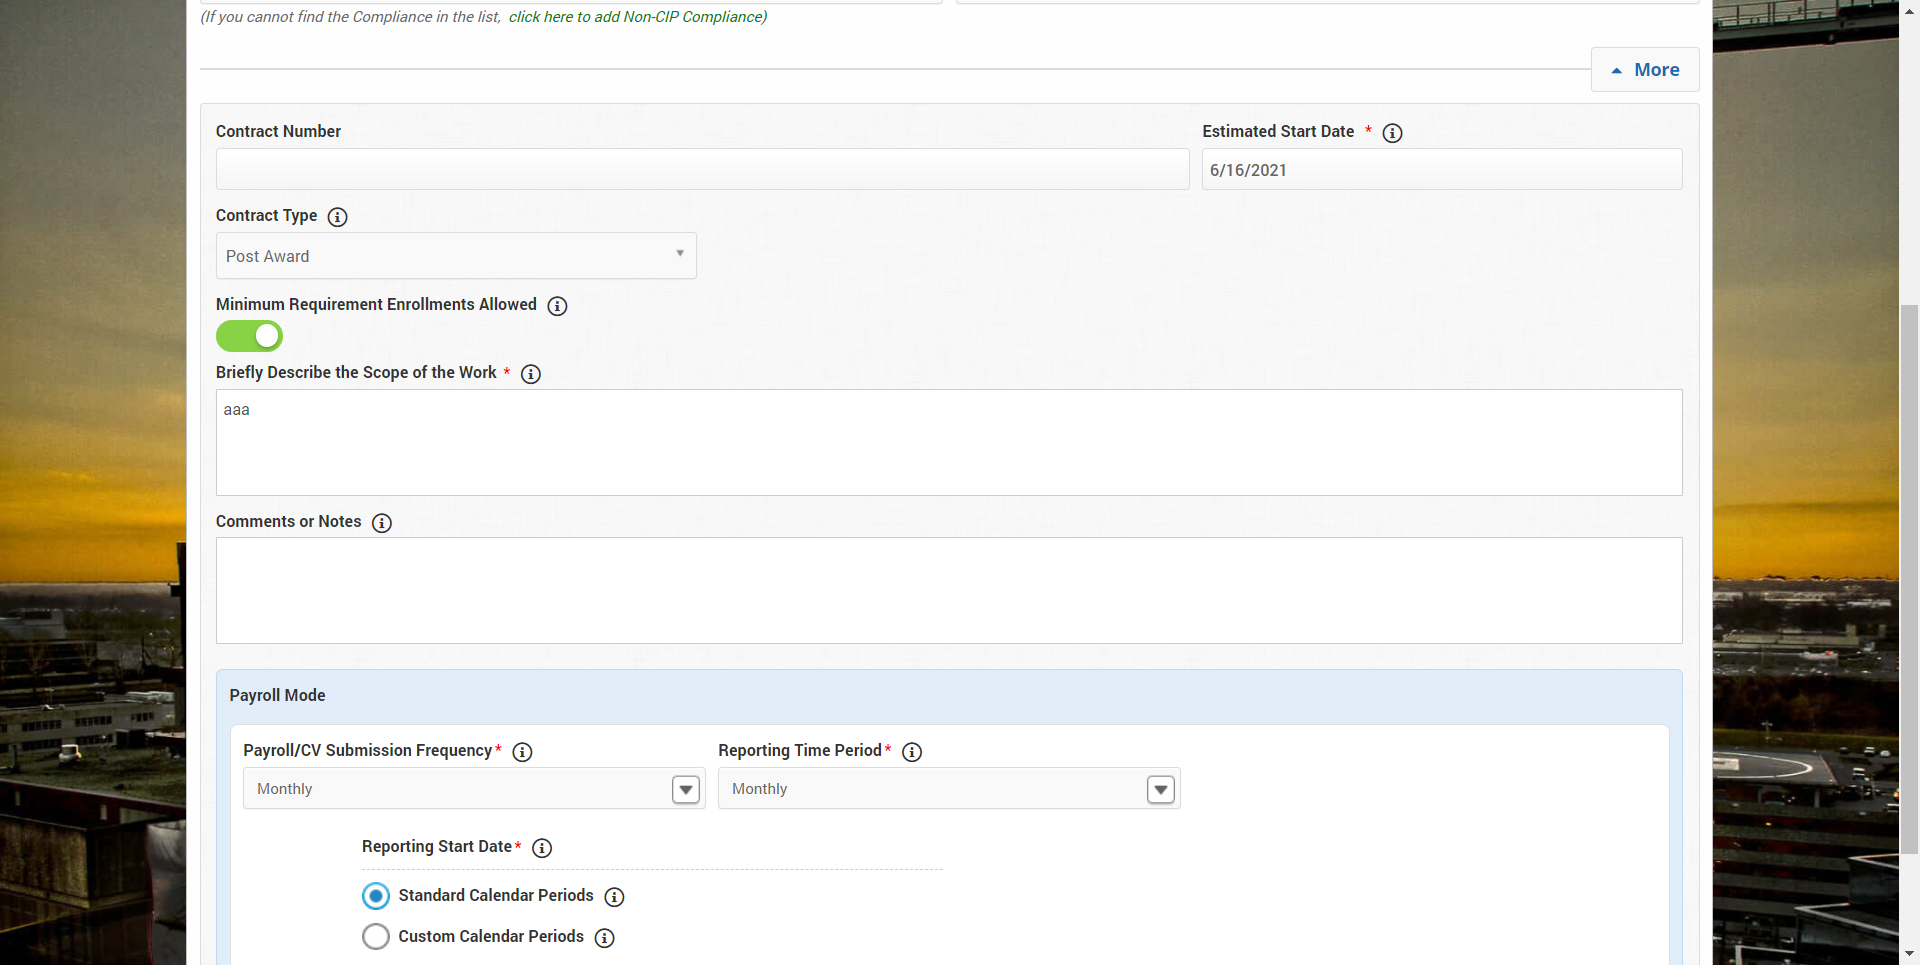 (If you cannot find the Compliance in the list, click here to add Non-CIP Compliance)
More
Contract Number
Estimated Start Date *
6/16/2021
Contract Type
Post Award
Minimum Requirement Enrollments Allowed
Briefly Describe the Scope of the Work *
aaa
Comments or Notes
Payroll Mode
Payroll/CV Submission Frequency*
Reporting Time Period*
Monthly
Monthly
Reporting Start Date*
Standard Calendar Periods
Custom Calendar Periods